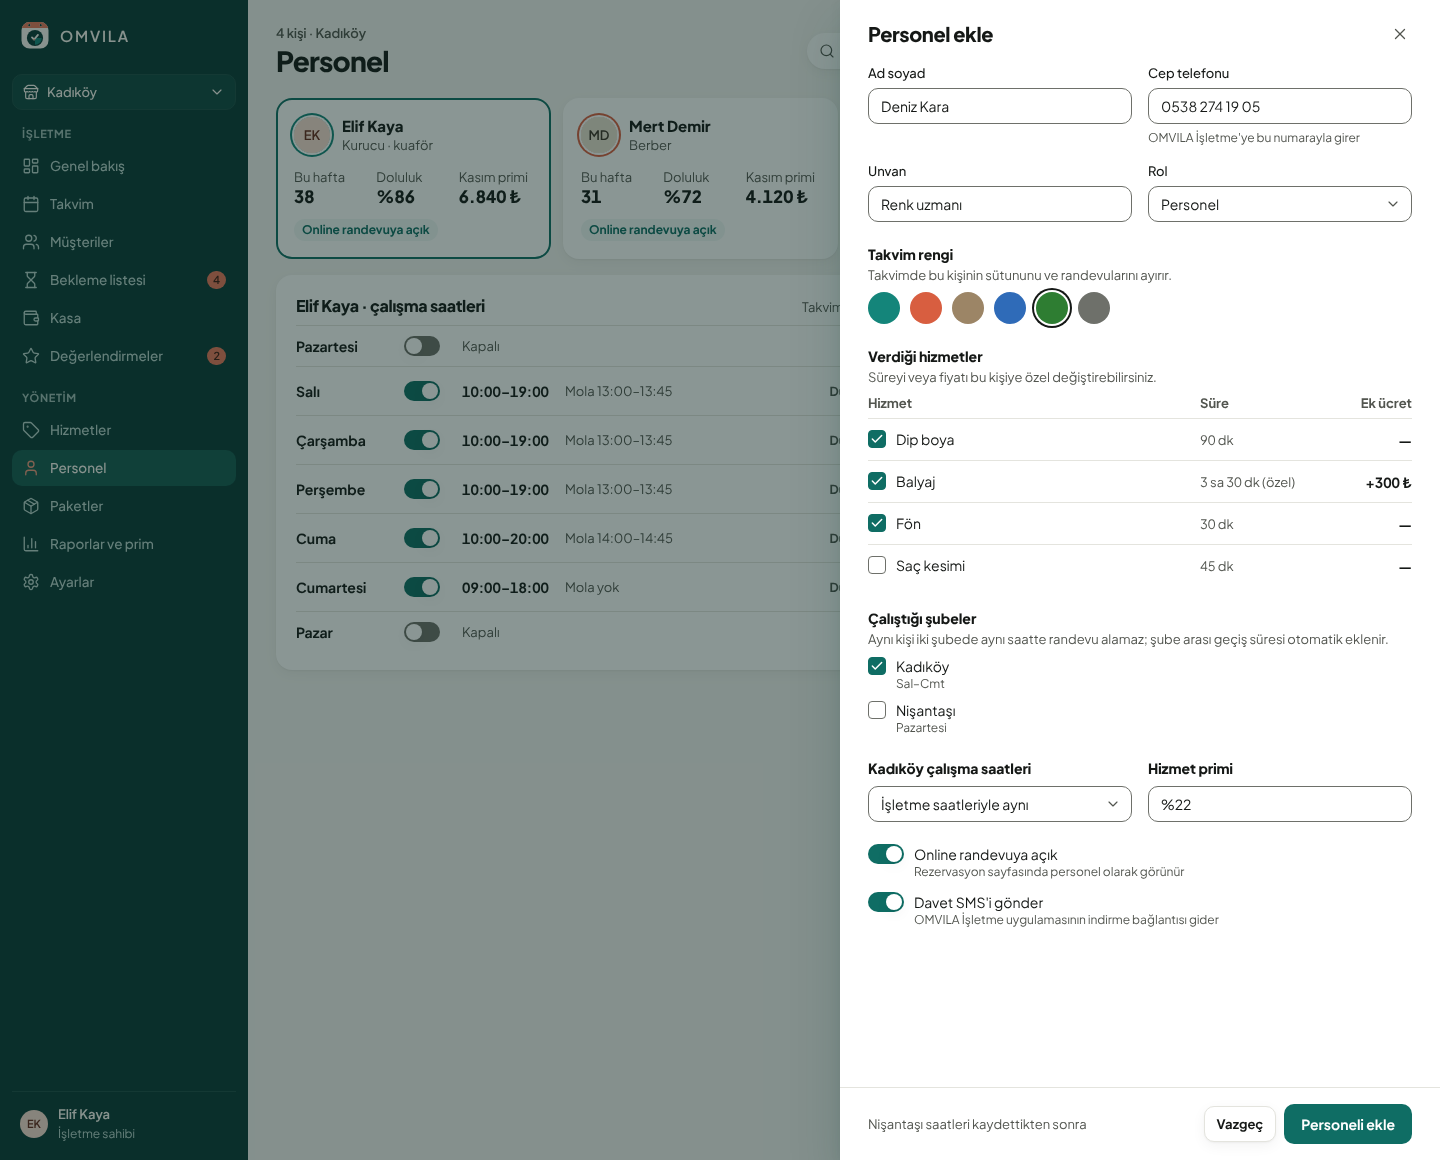 OMVILA
Kadıköy
İŞLETME
Genel bakış
Takvim
Müşteriler
Bekleme listesi 4
Kasa
Değerlendirmeler 2
YÖNETİM
Hizmetler
Personel
Paketler
Raporlar ve prim
Ayarlar
EK Elif Kaya
İşletme sahibi
4 kişi · Kadıköy
Personel
EK Elif Kaya
Kurucu · kuaför
Bu hafta Doluluk Kasım primi
38 %86 6.840 ₺
Online randevuya açık
MD Mert Demir
Berber
Bu hafta Doluluk Kasım primi
31 %72 4.120 ₺
Online randevuya açık
Elif Kaya · çalışma saatleri Takvim
Pazartesi Kapalı
Salı 10:00–19:00 Mola 13:00–13:45
Çarşamba 10:00–19:00 Mola 13:00–13:45
Perşembe 10:00–19:00 Mola 13:00–13:45
Cuma 10:00–20:00 Mola 14:00–14:45
Cumartesi 09:00–18:00 Mola yok
Pazar Kapalı
Personel ekle
Ad soyad Cep telefonu
Deniz Kara 0538 274 19 05
OMVILA İşletme'ye bu numarayla girer
Unvan Rol
Renk uzmanı Personel
Takvim rengi
Takvimde bu kişinin sütununu ve randevularını ayırır.
Verdiği hizmetler
Süreyi veya fiyatı bu kişiye özel değiştirebilirsiniz.
Hizmet Süre Ek ücret
Dip boya 90 dk —
Balyaj 3 sa 30 dk (özel) +300 ₺
Fön 30 dk —
Saç kesimi 45 dk —
Çalıştığı şubeler
Aynı kişi iki şubede aynı saatte randevu alamaz; şube arası geçiş süresi otomatik eklenir.
Kadıköy
Sal–Cmt
Nişantaşı
Pazartesi
Kadıköy çalışma saatleri Hizmet primi
İşletme saatleriyle aynı %22
Online randevuya açık
Rezervasyon sayfasında personel olarak görünür
Davet SMS'i gönder
OMVILA İşletme uygulamasının indirme bağlantısı gider
Nişantaşı saatleri kaydettikten sonra Vazgeç Personeli ekle